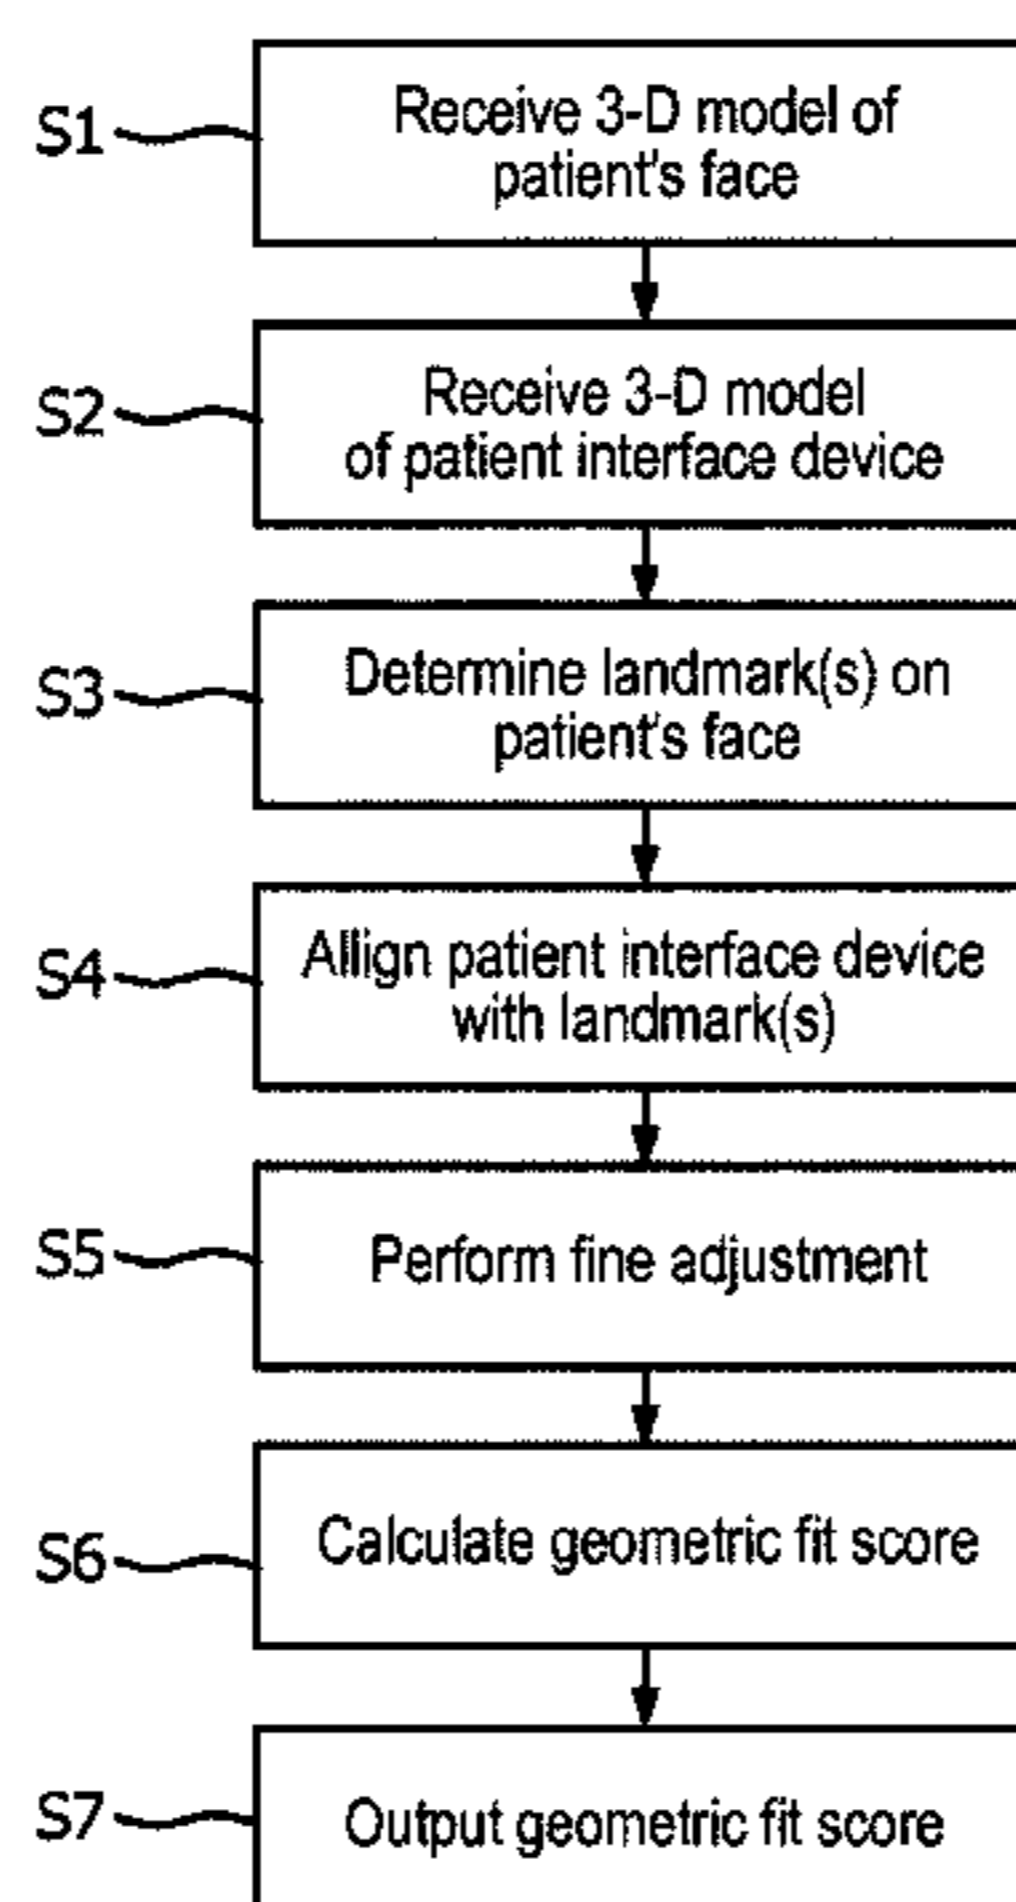 S1
Receive 3-D model of
patient's face
S2
Receive 3-D model
of patient interface device
S3
Determine landmark(s) on
patient's face
S4
Allign patient interface device
with landmark(s)
S5
Perform fine adjustment
S6
Calculate geometric fit score
S7
Output geometric fit score